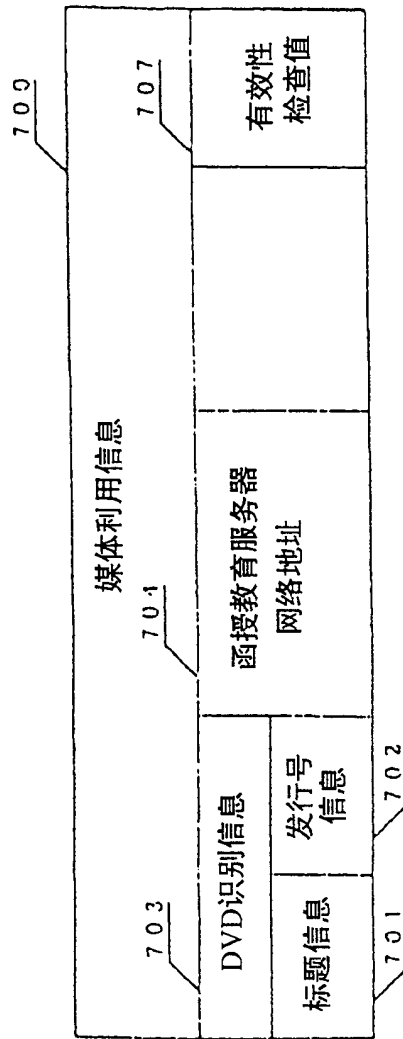 700
媒体利用信息
703
704
707
DVD识别信息
函授教育服务器
网络地址
有效性
检查值
标题信息
发行号
信息
701
702